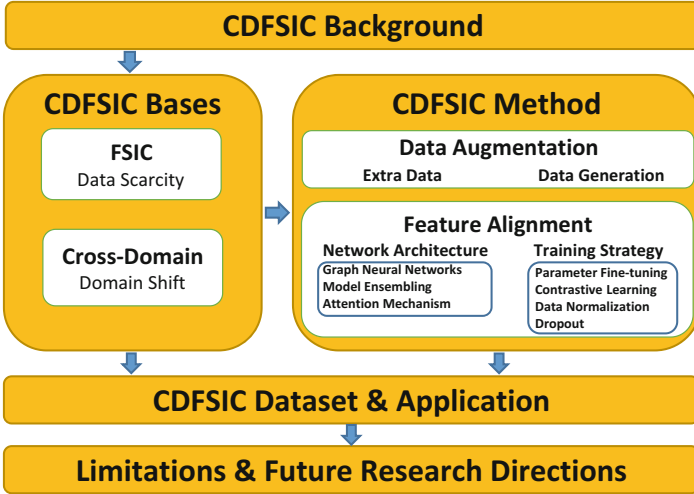 CDFSIC Background
CDFSIC Bases
FSIC
Data Scarcity
Cross-Domain
Domain Shift
CDFSIC Method
Data Augmentation
Extra Data
Data Generation
Feature Alignment
Network Architecture
Graph Neural Networks
Model Ensembling
Attention Mechanism
Training Strategy
Parameter Fine-tuning
Contrastive Learning
Data Normalization
Dropout
CDFSIC Dataset & Application
Limitations & Future Research Directions